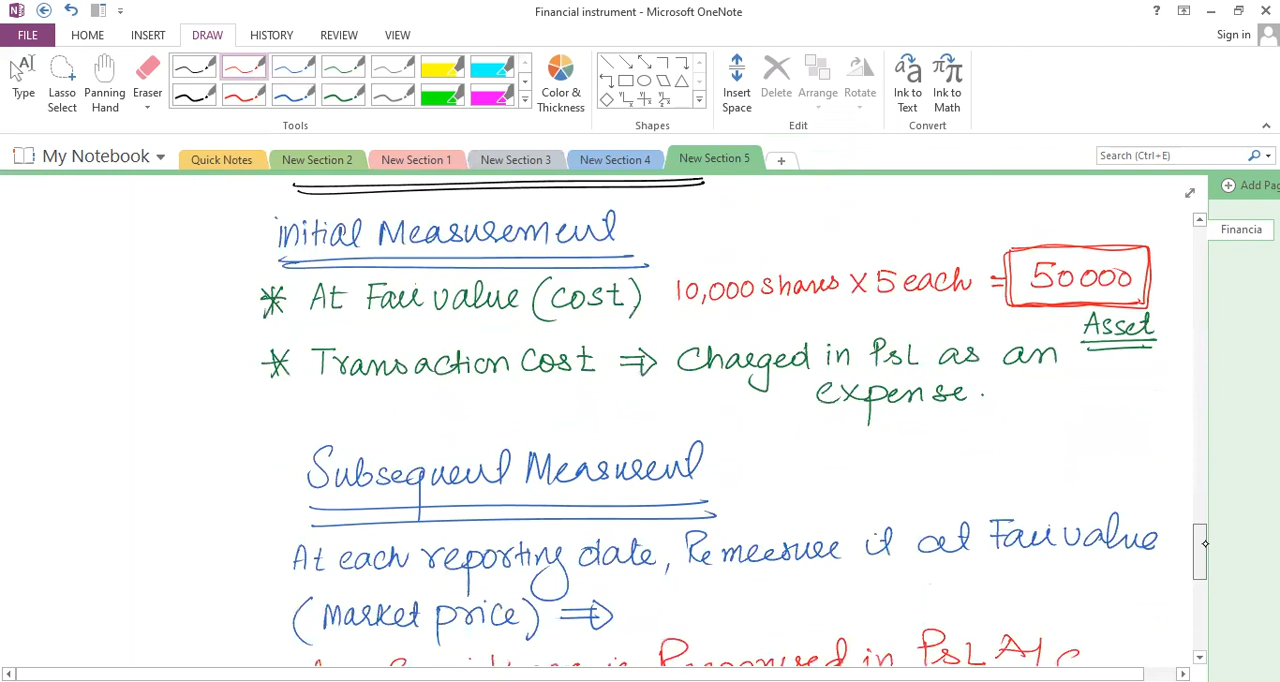 Financial instrument - Microsoft OneNote
? 
Sign in
FILE HOME INSERT DRAW HISTORY REVIEW VIEW
Type
Lasso Select
Panning Hand
Eraser
Color & Thickness
Insert Space
Delete
Arrange
Rotate
Ink to Text
Ink to Math
Tools
Shapes
Edit
Convert
My Notebook
Quick Notes
New Section 2
New Section 1
New Section 3
New Section 4
New Section 5
Search (Ctrl+E)
Add Pag
Financia
initial Measurement
* At Fair value (cost) 10,000 shares X 5 each = 50000
Asset
* Transaction cost ⇒ Charged in P&L as an
expense.
Subsequent Measurent
At each reporting date, Remeesure it at Fair value
(market price) ⇒
Recognised in P&L A/C